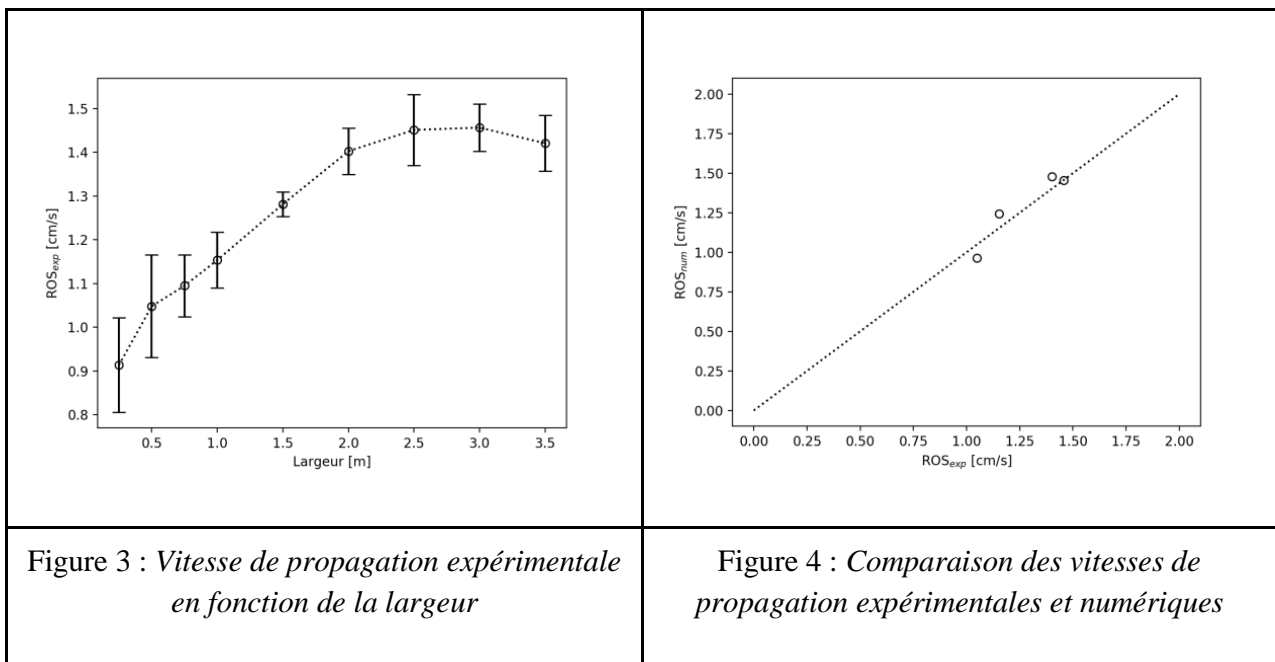 1.5
1.4
1.3
1.2
1.1
1.0
0.9
0.8
ROSexp [cm/s]
0.5 1.0 1.5 2.0 2.5 3.0 3.5
Largeur [m]
2.00
1.75
1.50
1.25
1.00
0.75
0.50
0.25
0.00
ROSnum [cm/s]
0.00 0.25 0.50 0.75 1.00 1.25 1.50 1.75 2.00
ROSexp [cm/s]
Figure 3 : Vitesse de propagation expérimentale
en fonction de la largeur
Figure 4 : Comparaison des vitesses de
propagation expérimentales et numériques